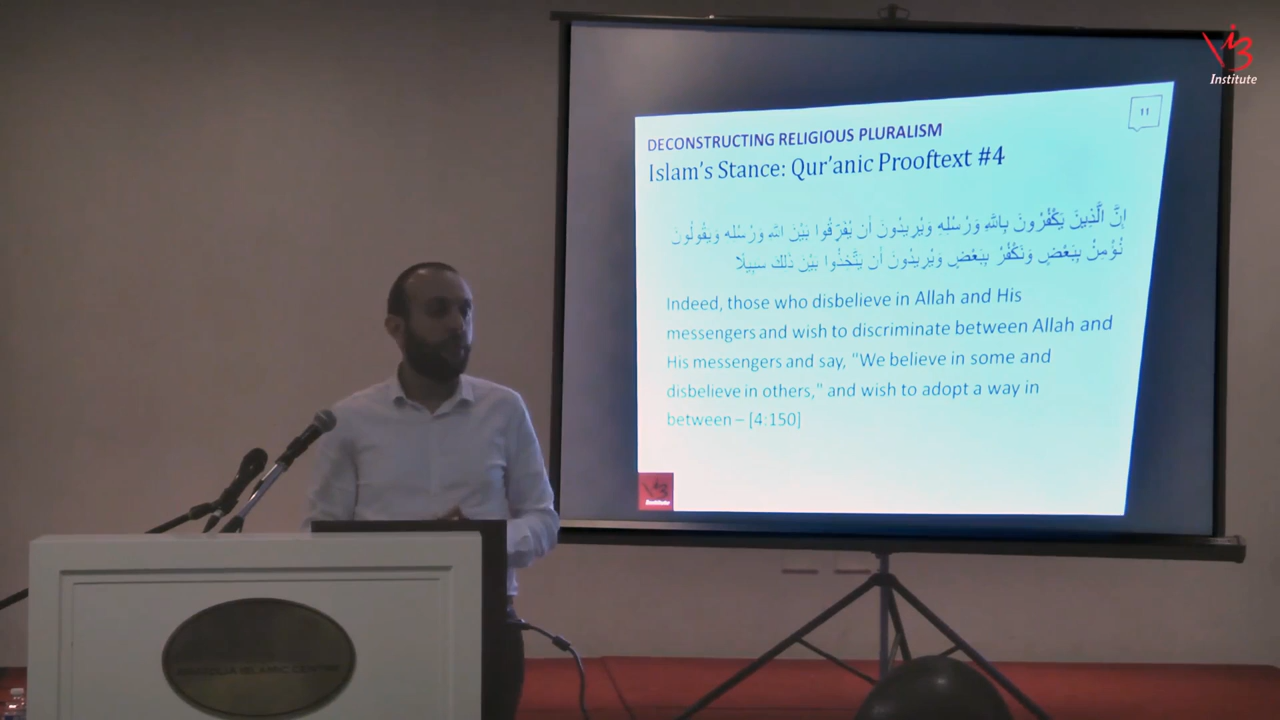 i3
Institute
11
DECONSTRUCTING RELIGIOUS PLURALISM
Islam's Stance: Qur'anic Prooftext #4
إِنَّ الَّذِينَ يَكْفُرُونَ بِاللَّهِ وَرُسُلِهِ وَيُرِيدُونَ أَن يُفَرِّقُوا بَيْنَ اللَّهِ وَرُسُلِهِ وَيَقُولُونَ
نُؤْمِنُ بِبَعْضٍ وَنَكْفُرُ بِبَعْضٍ وَيُرِيدُونَ أَن يَتَّخِذُوا بَيْنَ ذَٰلِكَ سَبِيلًا
Indeed, those who disbelieve in Allah and His
messengers and wish to discriminate between Allah and
His messengers and say, "We believe in some and
disbelieve in others," and wish to adopt a way in
between – [4:150]
ISLAMIC CENTRE